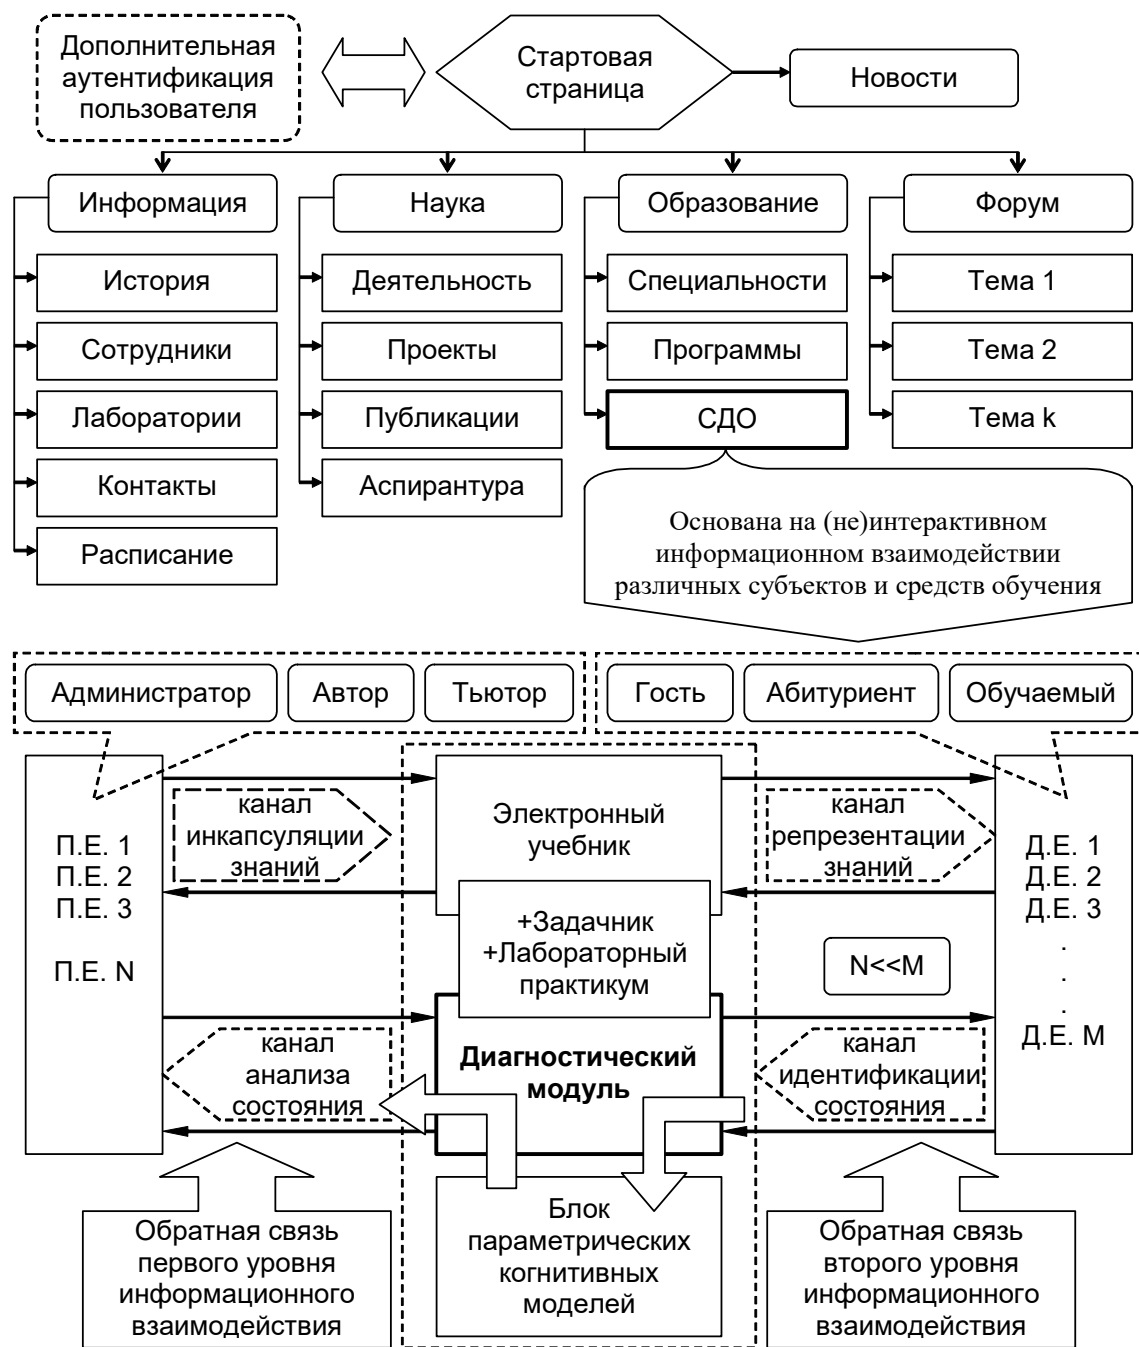 Дополнительная
аутентификация
пользователя
Стартовая
страница
Новости
Информация
Наука
Образование
Форум
История
Деятельность
Специальности
Тема 1
Сотрудники
Проекты
Программы
Тема 2
Лаборатории
Публикации
СДО
Тема k
Контакты
Аспирантура
Расписание
Основана на (не)интерактивном
информационном взаимодействии
различных субъектов и средств обучения
Администратор
Автор
Тьютор
Гость
Абитуриент
Обучаемый
П.Е. 1
П.Е. 2
П.Е. 3
П.Е. N
канал
инкапсуляции
знаний
Электронный
учебник
канал
репрезентации
знаний
Д.Е. 1
Д.Е. 2
Д.Е. 3
.
.
.
Д.Е. M
+Задачник
+Лабораторный
практикум
N<<M
канал
анализа
состояния
Диагностический
модуль
канал
идентификации
состояния
Обратная связь
первого уровня
информационного
взаимодействия
Блок
параметрических
когнитивных
моделей
Обратная связь
второго уровня
информационного
взаимодействия